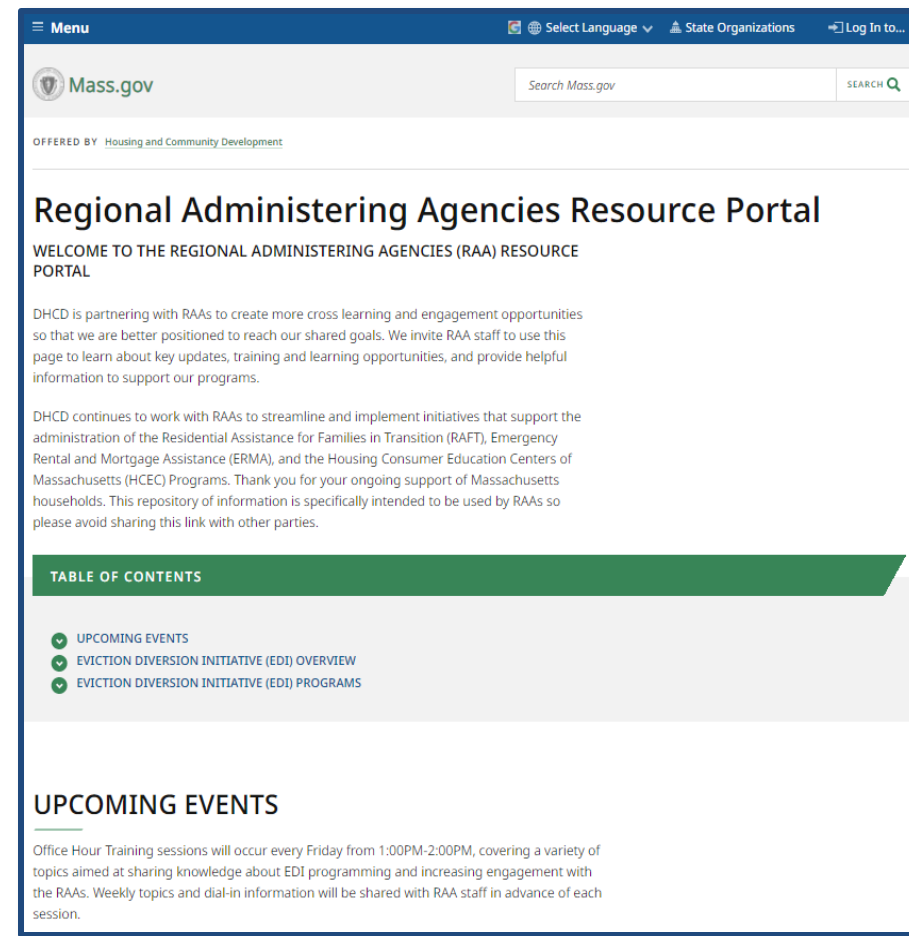 Menu
Select Language
State Organizations
Log In to...
Mass.gov
Search Mass.gov
SEARCH
OFFERED BY Housing and Community Development
Regional Administering Agencies Resource Portal
WELCOME TO THE REGIONAL ADMINISTERING AGENCIES (RAA) RESOURCE
PORTAL
DHCD is partnering with RAAs to create more cross learning and engagement opportunities
so that we are better positioned to reach our shared goals. We invite RAA staff to use this
page to learn about key updates, training and learning opportunities, and provide helpful
information to support our programs.
DHCD continues to work with RAAs to streamline and implement initiatives that support the
administration of the Residential Assistance for Families in Transition (RAFT), Emergency
Rental and Mortgage Assistance (ERMA), and the Housing Consumer Education Centers of
Massachusetts (HCEC) Programs. Thank you for your ongoing support of Massachusetts
households. This repository of information is specifically intended to be used by RAAs so
please avoid sharing this link with other parties.
TABLE OF CONTENTS
UPCOMING EVENTS
EVICTION DIVERSION INITIATIVE (EDI) OVERVIEW
EVICTION DIVERSION INITIATIVE (EDI) PROGRAMS
UPCOMING EVENTS
Office Hour Training sessions will occur every Friday from 1:00PM-2:00PM, covering a variety of
topics aimed at sharing knowledge about EDI programming and increasing engagement with
the RAAs. Weekly topics and dial-in information will be shared with RAA staff in advance of each
session.